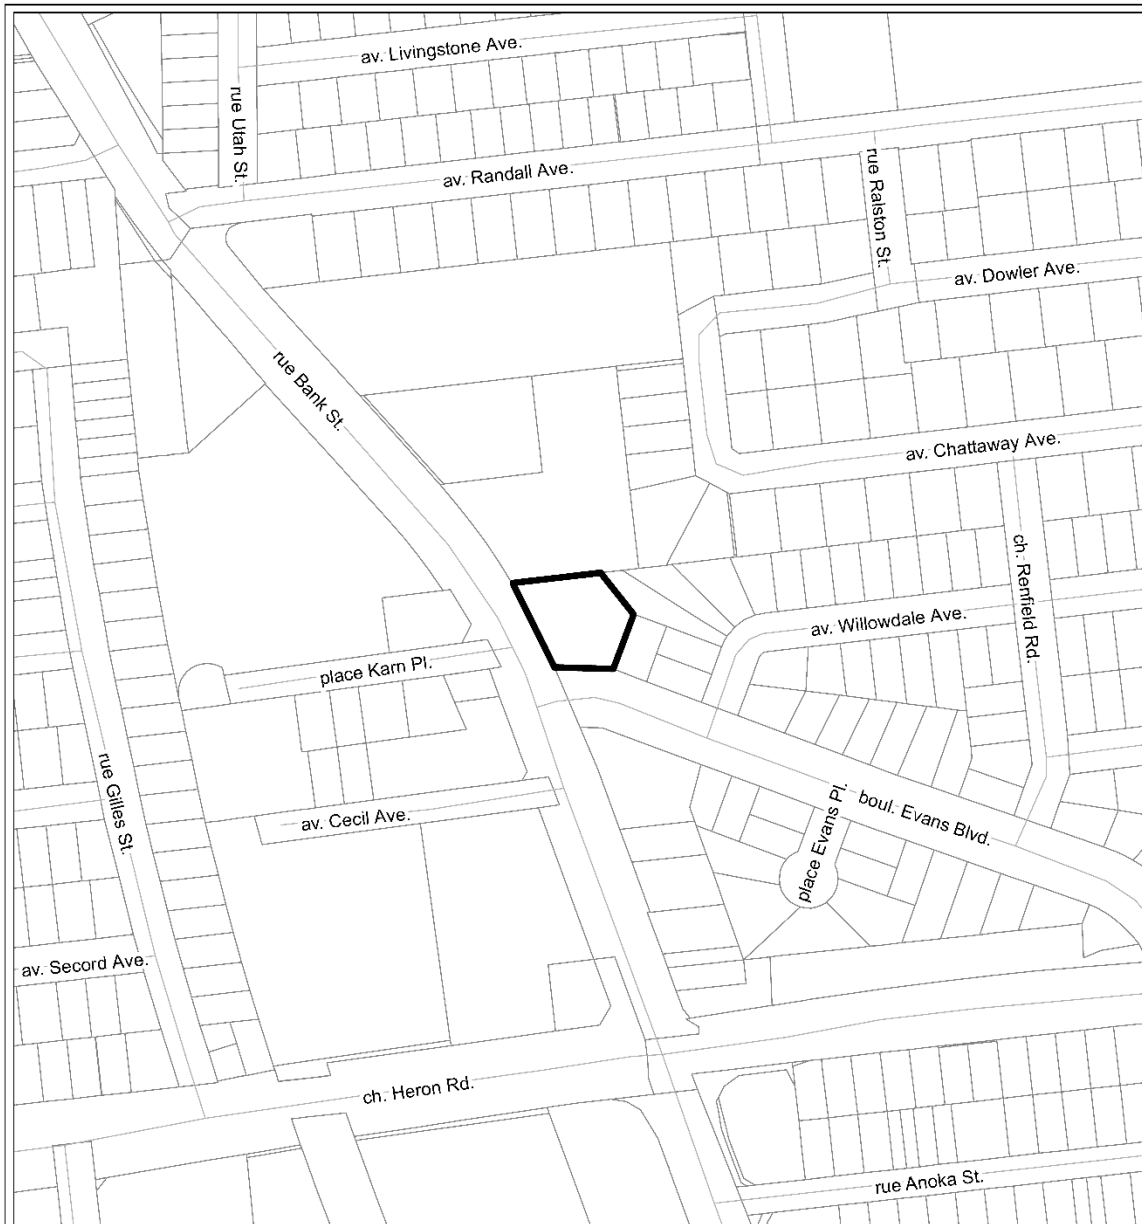 av. Livingstone Ave.
rue Utah St.
av. Randall Ave.
rue Ralston St.
av. Dowler Ave.
rue Bank St.
av. Chattaway Ave.
ch. Renfield Rd.
av. Willowdale Ave.
place Karn Pl.
rue Gilles St.
place Evans Pl.
boul. Evans Blvd.
av. Cecil Ave.
av. Secord Ave.
ch. Heron Rd.
rue Anoka St.